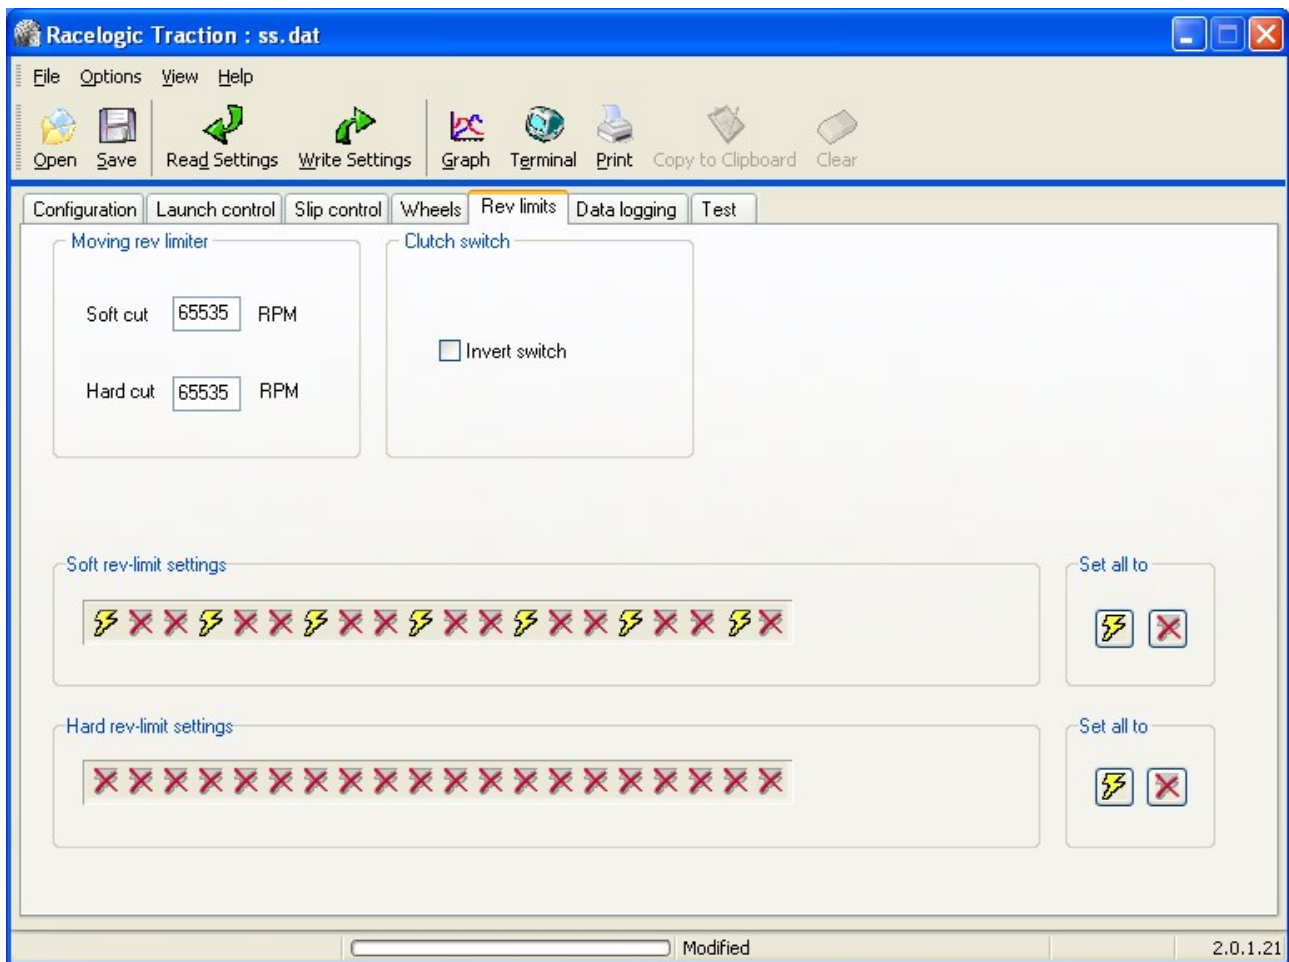 Racelogic Traction : ss.dat
File Options View Help
Open Save Read Settings Write Settings Graph Terminal Print Copy to Clipboard Clear
Configuration Launch control Slip control Wheels Rev limits Data logging Test
Moving rev limiter Clutch switch
Soft cut 65535 RPM
Invert switch
Hard cut 65535 RPM
Soft rev-limit settings Set all to
Hard rev-limit settings Set all to
Modified 2.0.1.21